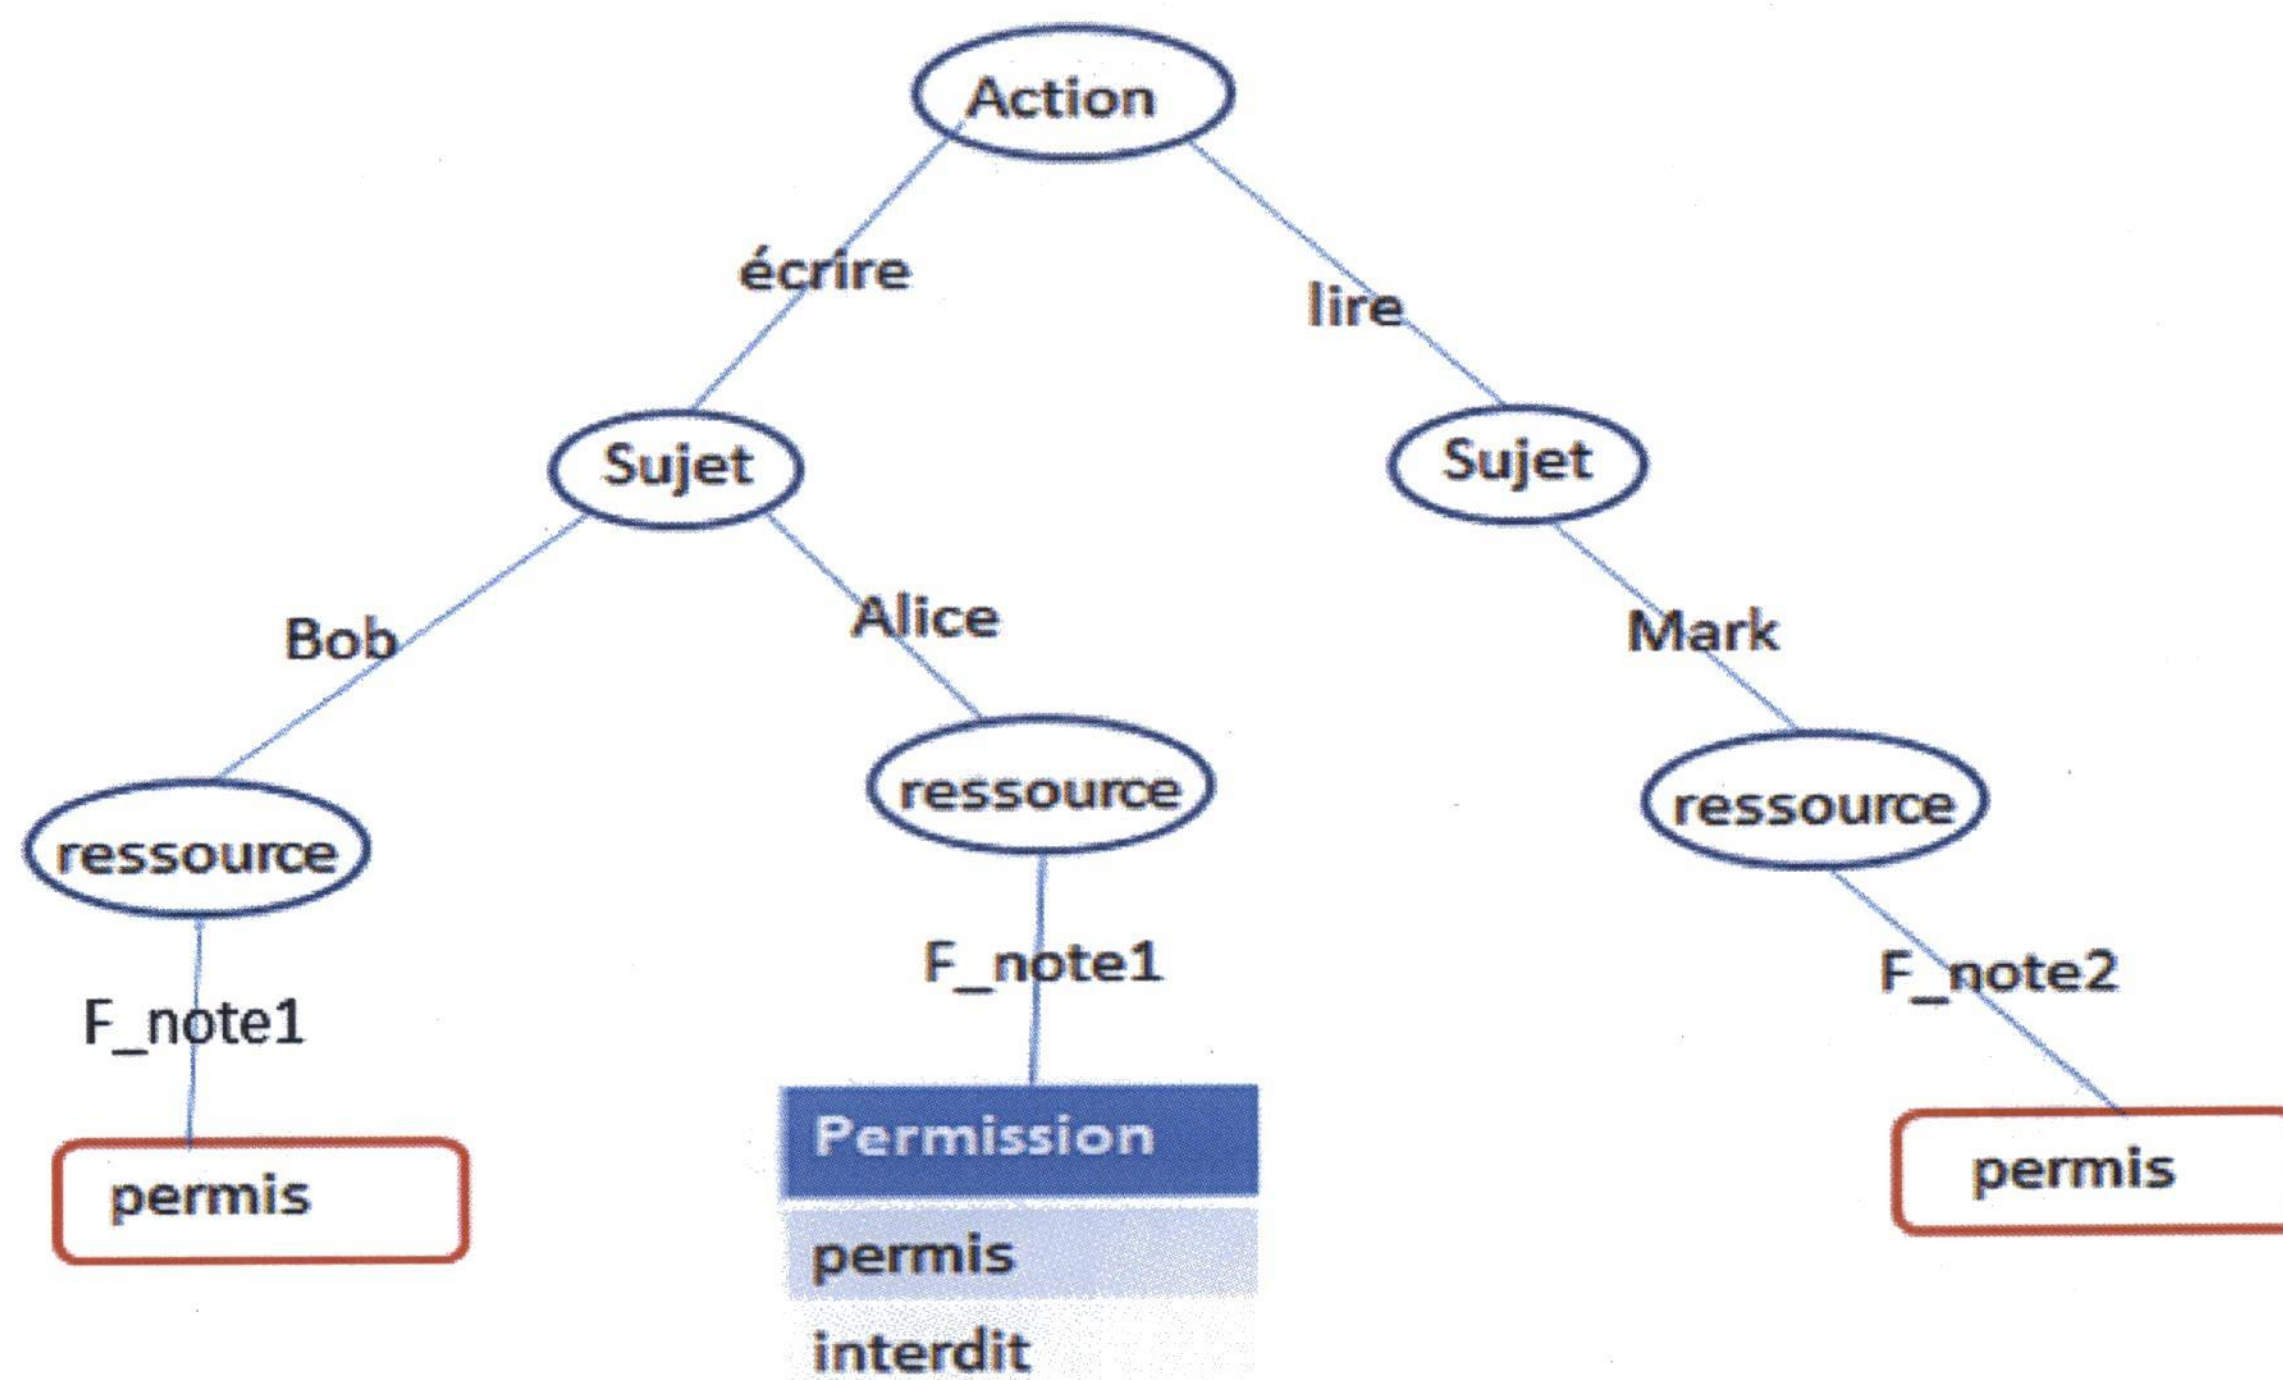 Action
écrire
lire
Sujet
Sujet
Bob
Alice
Mark
ressource
ressource
ressource
F_note1
F_note1
F_note2
permis
Permission
permis
interdit
permis